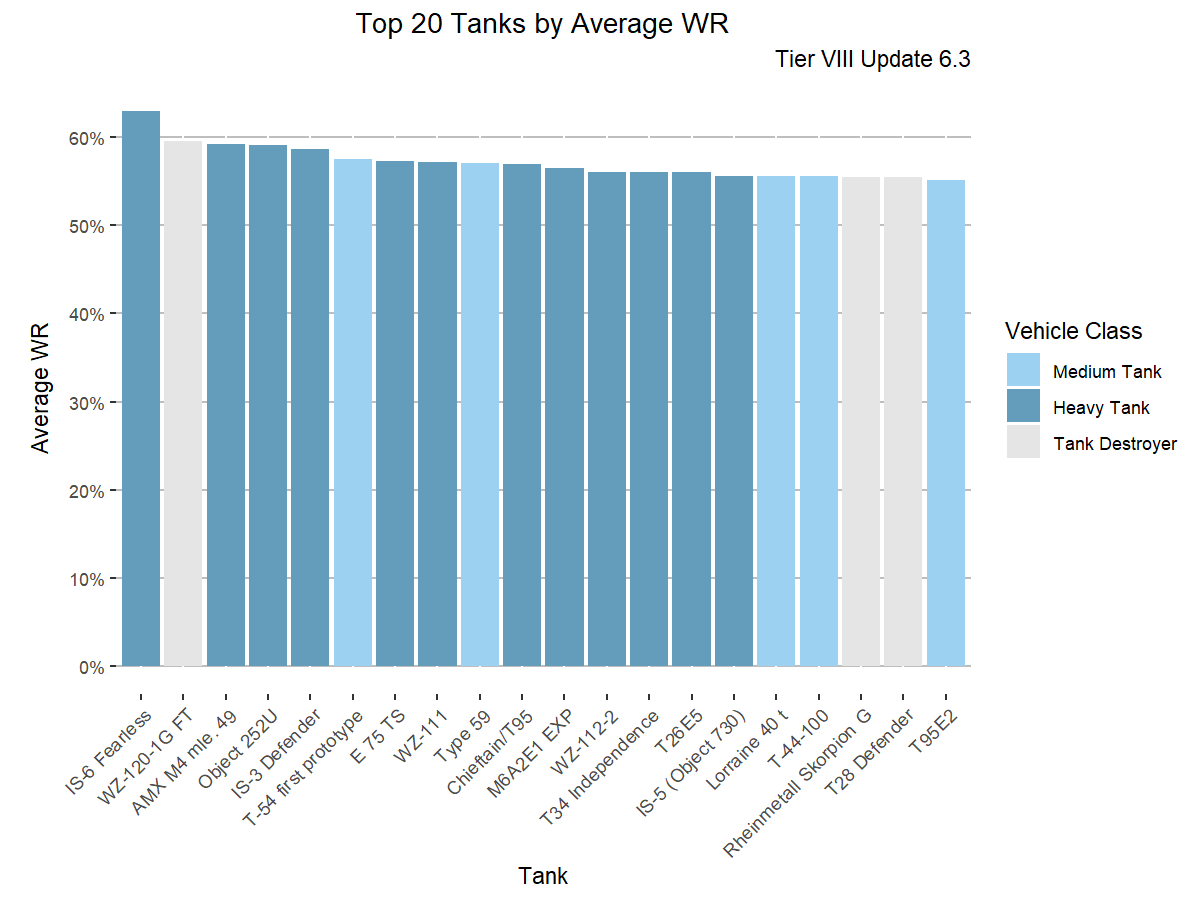 Top 20 Tanks by Average WR
Tier VIII Update 6.3
60%
50%
40%
30%
20%
10%
0%
Average WR
IS-6 Fearless
WZ-120-1G FT
AMX M4 mle. 49
Object 252U
IS-3 Defender
T-54 first prototype
E 75 TS
WZ-111
Type 59
Chieftain/T95
M6A2E1 EXP
WZ-112-2
T34 Independence
T26E5
IS-5 (Object 730)
Lorraine 40 t
T-44-100
Rheinmetall Skorpion G
T28 Defender
T95E2
Tank
Vehicle Class
Medium Tank
Heavy Tank
Tank Destroyer